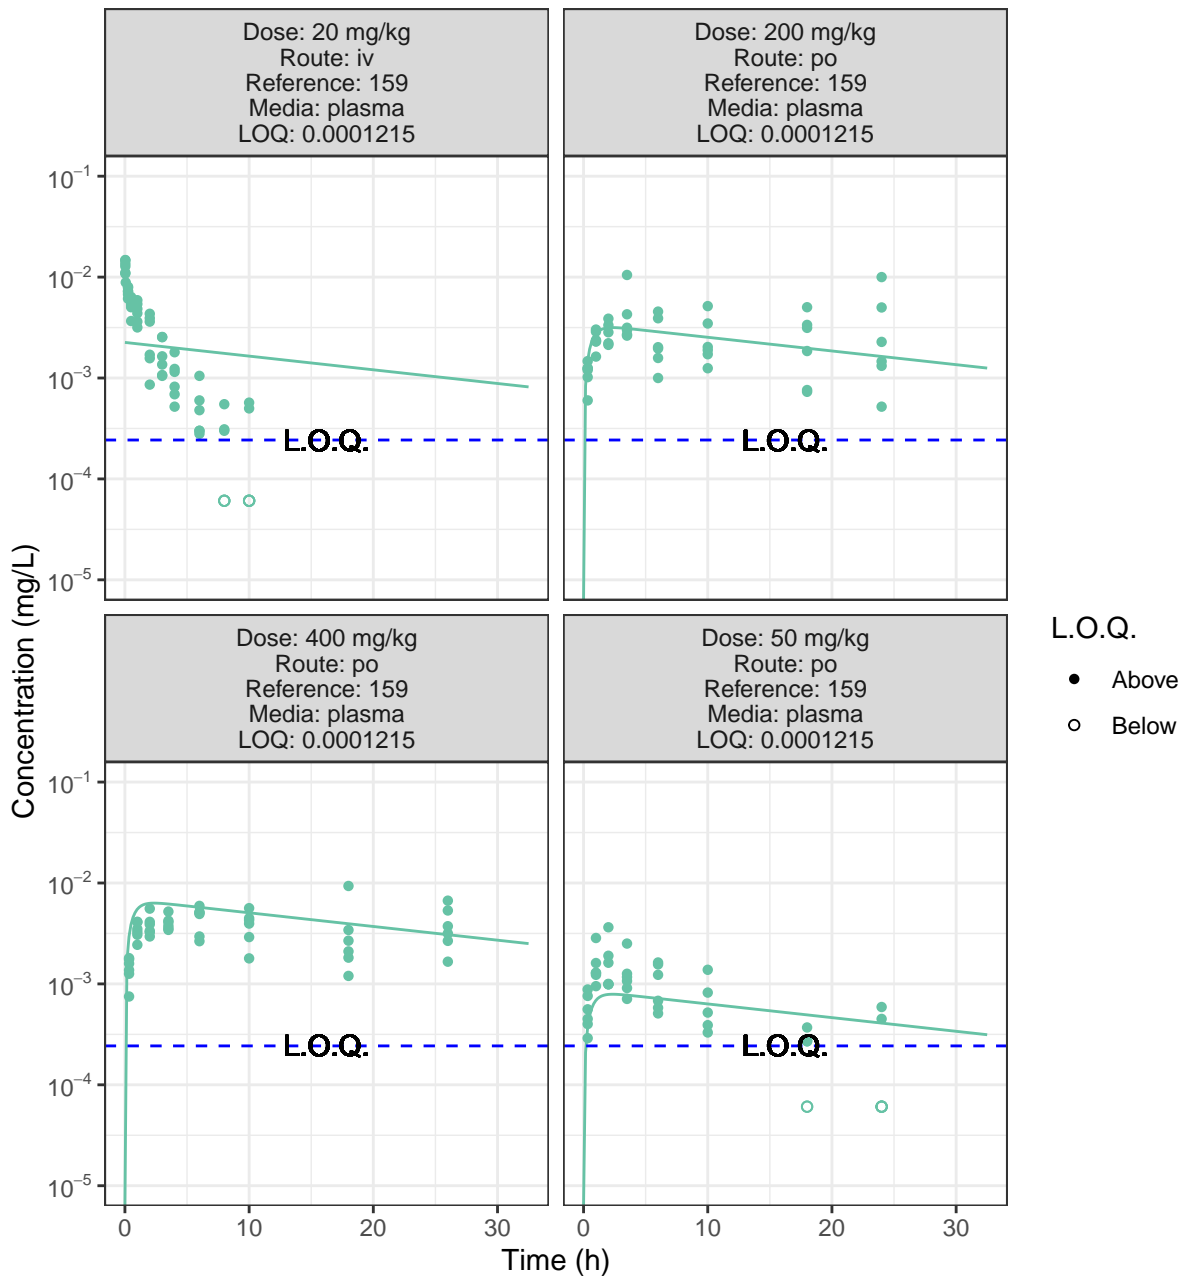 Dose: 20 mg/kg
Route: iv
Reference: 159
Media: plasma
LOQ: 0.0001215
Dose: 200 mg/kg
Route: po
Reference: 159
Media: plasma
LOQ: 0.0001215
10⁻¹
10⁻²
10⁻³
10⁻⁴
10⁻⁵
L.O.Q.
L.O.Q.
Dose: 400 mg/kg
Route: po
Reference: 159
Media: plasma
LOQ: 0.0001215
Dose: 50 mg/kg
Route: po
Reference: 159
Media: plasma
LOQ: 0.0001215
10⁻¹
10⁻²
10⁻³
10⁻⁴
10⁻⁵
L.O.Q.
L.O.Q.
0 10 20 30
0 10 20 30
Time (h)
Concentration (mg/L)
L.O.Q.
Above
Below